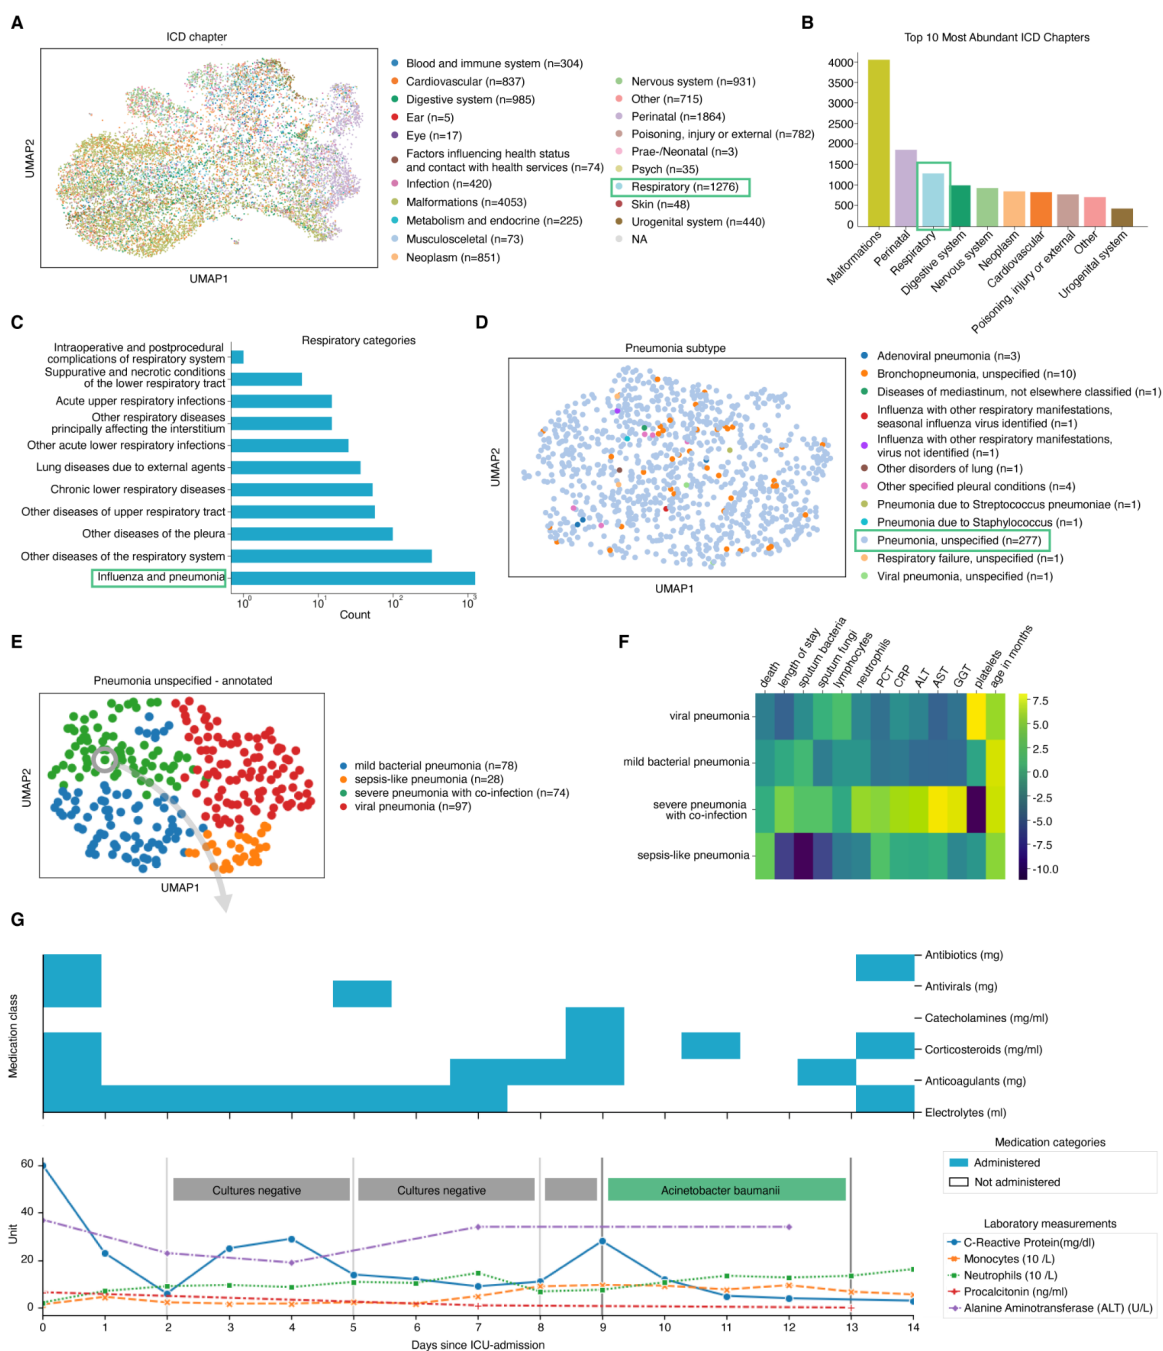 A
ICD chapter
UMAP2
UMAP1
Blood and immune system (n=304)
Cardiovascular (n=837)
Digestive system (n=985)
Ear (n=5)
Eye (n=17)
Factors influencing health status
and contact with health services (n=74)
Infection (n=420)
Malformations (n=4053)
Metabolism and endocrine (n=225)
Musculosceletal (n=73)
Neoplasm (n=851)
Nervous system (n=931)
Other (n=715)
Perinatal (n=1864)
Poisoning, injury or external (n=782)
Prae-/Neonatal (n=3)
Psych (n=35)
Respiratory (n=1276)
Skin (n=48)
Urogenital system (n=440)
NA
B
Top 10 Most Abundant ICD Chapters
4000
3500
3000
2500
2000
1500
1000
500
0
Malformations
Perinatal
Respiratory
Digestive system
Nervous system
Neoplasm
Cardiovascular
Poisoning, injury or external
Other
Urogenital system
C
Respiratory categories
Intraoperative and postprocedural
complications of respiratory system
Suppurative and necrotic conditions
of the lower respiratory tract
Acute upper respiratory infections
Other respiratory diseases
principally affecting the interstitium
Other acute lower respiratory infections
Lung diseases due to external agents
Chronic lower respiratory diseases
Other diseases of upper respiratory tract
Other diseases of the pleura
Other diseases of the respiratory system
Influenza and pneumonia
10⁰ 10¹ 10² 10³
Count
D
Pneumonia subtype
UMAP2
UMAP1
Adenoviral pneumonia (n=3)
Bronchopneumonia, unspecified (n=10)
Diseases of mediastinum, not elsewhere classified (n=1)
Influenza with other respiratory manifestations,
seasonal influenza virus identified (n=1)
Influenza with other respiratory manifestations,
virus not identified (n=1)
Other disorders of lung (n=1)
Other specified pleural conditions (n=4)
Pneumonia due to Streptococcus pneumoniae (n=1)
Pneumonia due to Staphylococcus (n=1)
Pneumonia, unspecified (n=277)
Respiratory failure, unspecified (n=1)
Viral pneumonia, unspecified (n=1)
E
Pneumonia unspecified - annotated
UMAP2
UMAP1
mild bacterial pneumonia (n=78)
sepsis-like pneumonia (n=28)
severe pneumonia with co-infection (n=74)
viral pneumonia (n=97)
F
death
length of stay
sputum bacteria
sputum fungi
lymphocytes
neutrophils
PCT
CRP
ALT
AST
GGT
platelets
age in months
viral pneumonia
mild bacterial pneumonia
severe pneumonia
with co-infection
sepsis-like pneumonia
7.5
5.0
2.5
0.0
-2.5
-5.0
-7.5
-10.0
G
Medication class
Antibiotics (mg)
Antivirals (mg)
Catecholamines (mg/ml)
Corticosteroids (mg/ml)
Anticoagulants (mg)
Electrolytes (ml)
Medication categories
Administered
Not administered
Unit
60
40
20
0
Cultures negative
Cultures negative
Acinetobacter baumanii
0 1 2 3 4 5 6 7 8 9 10 11 12 13 14
Days since ICU-admission
Laboratory measurements
C-Reactive Protein(mg/dl)
Monocytes (10 /L)
Neutrophils (10 /L)
Procalcitonin (ng/ml)
Alanine Aminotransferase (ALT) (U/L)